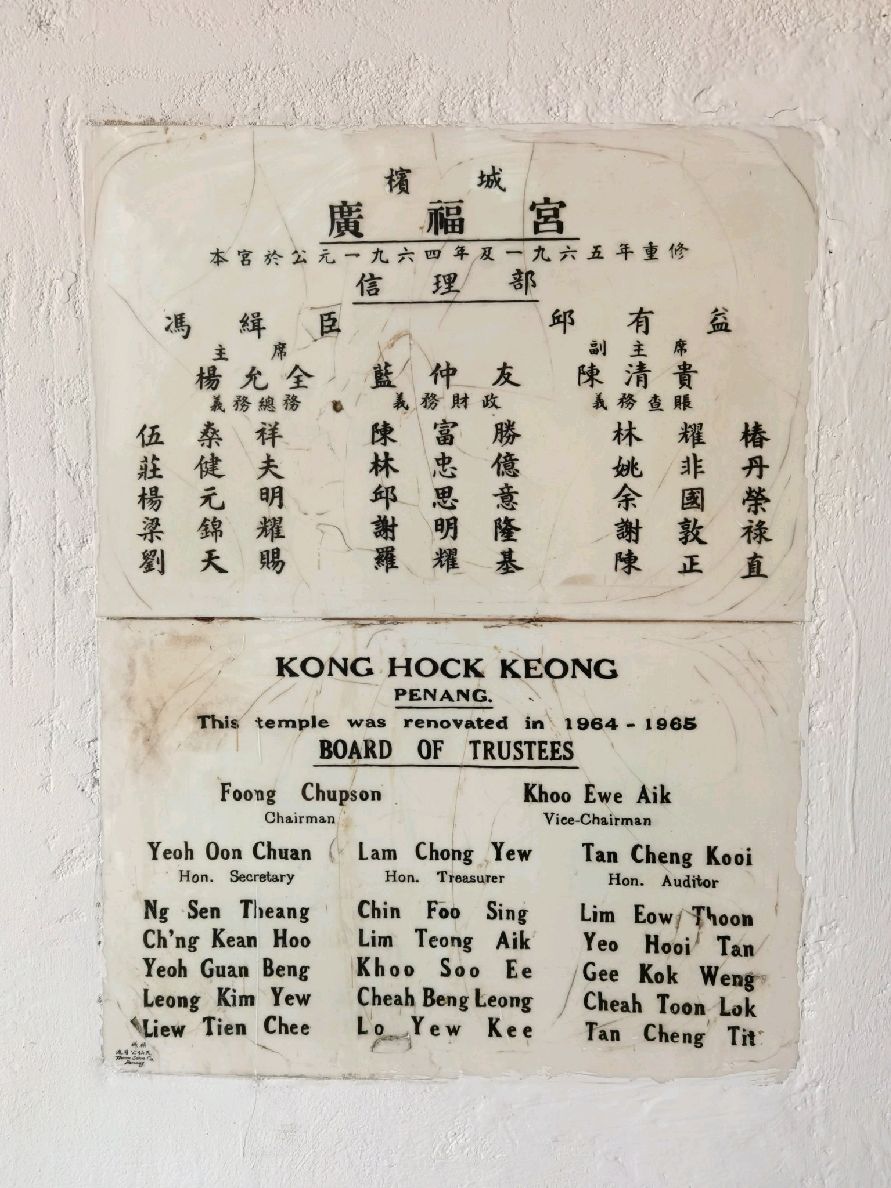 檳城
廣福宮
本宮於公元一九六四年及一九六五年重修
信理部
馮緝臣 邱有益
主席 副主席
楊允全 藍仲友 陳清貴
義務總務 義務財政 義務查賬
伍燊祥 陳富勝 林耀椿
莊健夫 林忠億 姚非丹
楊元明 邱思意 余國榮
梁錦耀 謝明隆 謝敦祿
劉天賜 羅耀基 陳正直
KONG HOCK KEONG
PENANG.
This temple was renovated in 1964 - 1965
BOARD OF TRUSTEES
Foong Chupson Khoo Ewe Aik
Chairman Vice-Chairman
Yeoh Oon Chuan Lam Chong Yew Tan Cheng Kooi
Hon. Secretary Hon. Treasurer Hon. Auditor
Ng Sen Theang Chin Foo Sing Lim Eow Thoon
Ch'ng Kean Hoo Lim Teong Aik Yeo Hooi Tan
Yeoh Guan Beng Khoo Soo Ee Gee Kok Weng
Leong Kim Yew Cheah Beng Leong Cheah Toon Lok
Liew Tien Chee Lo Yew Kee Tan Cheng Tit
Penang